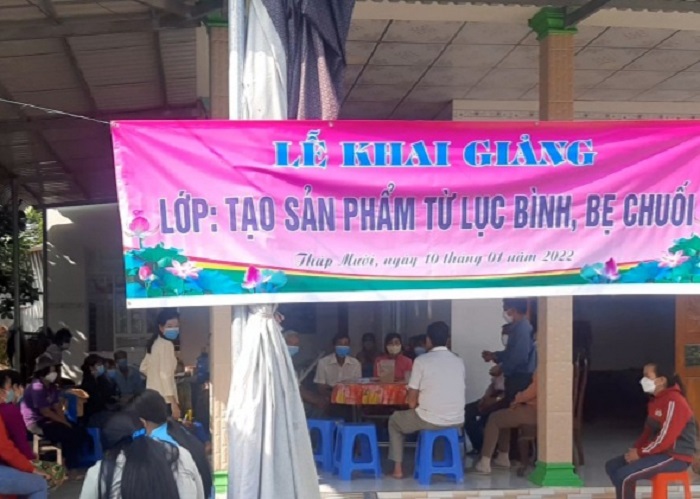 LỄ KHAI GIẢNG
LỚP: TẠO SẢN PHẨM TỪ LỤC BÌNH, BẸ CHUỐI
Tháp Mười, ngày 10 tháng 01 năm 2022